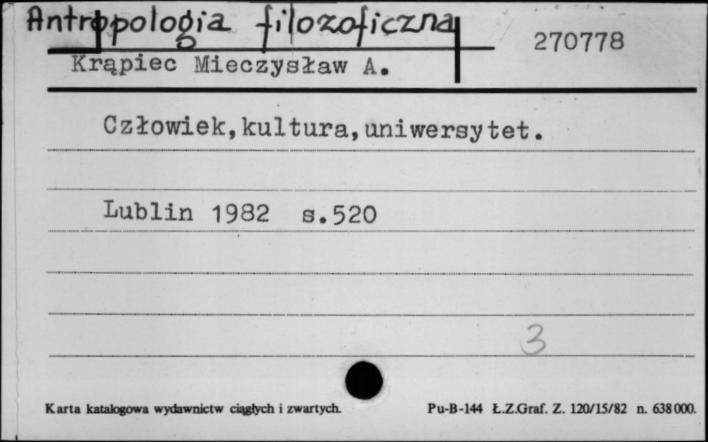 Antropologia filozoficzna
270778
Krąpiec Mieczysław A.
Człowiek,kultura,uniwersytet.
Lublin 1982 s.520
3
Karta katalogowa wydawnictw ciągłych i zwartych. Pu-B-144 Ł.Z.Graf. Z. 120/15/82 n. 638000.